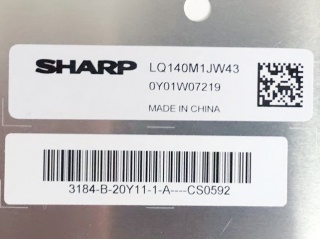 SHARP LQ140M1JW43
0Y01W07219
MADE IN CHINA
3184-B-20Y11-1-A----CS0592